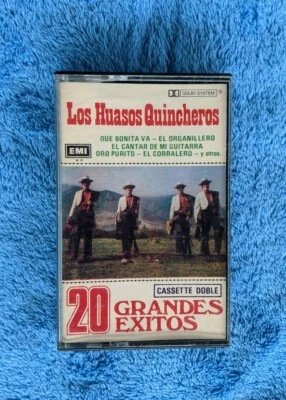 DOLBY SYSTEM
Los Huasos Quincheros
QUE BONITA VA - EL ORGANILLERO
EL CANTAR DE MI GUITARRA
ORO PURITO - EL CORRALERO - y otros.
EMI
CASSETTE DOBLE
20 GRANDES
EXITOS